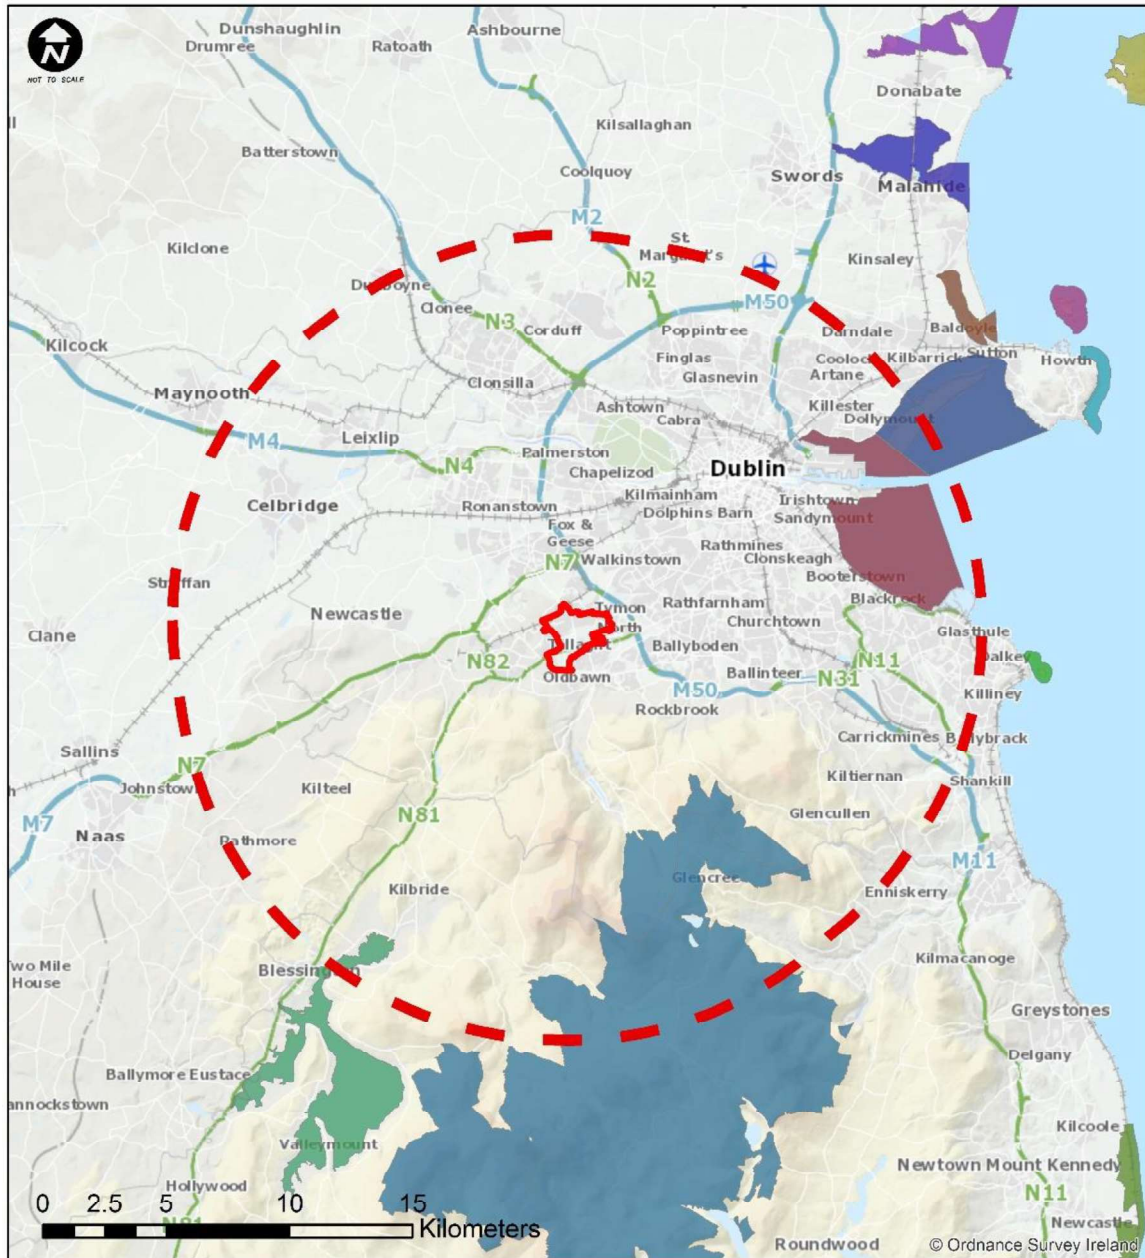 Dunshaughlin
Drumree
Ratoath
Ashbourne
N
NOT TO SCALE
Donabate
Kilsallaghan
Batterstown
Coolquoy
Swords
Malahide
M2
Kilclone
St.
Margaret's
Kinsaley
Dunboyne
N2
Clonee
M50
N3
Corduff
Poppintree
Darndale
Baldoyle
Kilcock
Finglas
Coolock
Kilbarrick
Sutton
Howth
Maynooth
Clonsilla
Glasnevin
Artane
Ashtown
Killester
Cabra
Dollymount
M4
Leixlip
N4
Palmerston
Chapelizod
Dublin
Celbridge
Ronanstown
Kilmainham
Irishtown
Dolphins Barn
Sandymount
Fox &
Geese
Rathmines
N7
Walkinstown
Clonskeagh
Straffan
Booterstown
Newcastle
Tymon
North
Rathfarnham
Blackrock
Clane
Churchtown
Glasthule
Tallaght
Ballyboden
Dalkey
N82
Oldbawn
Ballinteer
N11
M50
N31
Killiney
Rockbrook
Sallins
Carrickmines
Ballybrack
N7
Johnstown
Kilteel
Kiltiernan
Shankill
M7
Naas
N81
Glencullen
Rathmore
M11
Glencree
Kilbride
Enniskerry
Two Mile
House
Blessington
Kilmacanoge
Greystones
Delgany
Ballymore Eustace
annockstown
Kilcoole
Valleymount
Newtown Mount Kennedy
Hollywood
N11
0 2.5 5 10 15
Kilometers
N81
Newcastle
Roundwood
© Ordnance Survey Ireland